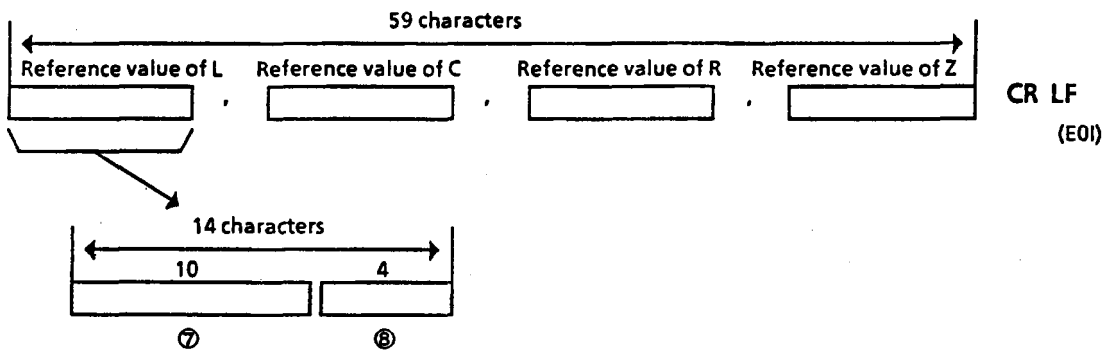 59 characters
Reference value of L Reference value of C Reference value of R Reference value of Z
, , , CR LF
(EOI)
14 characters
10 4
⑦ ⑧